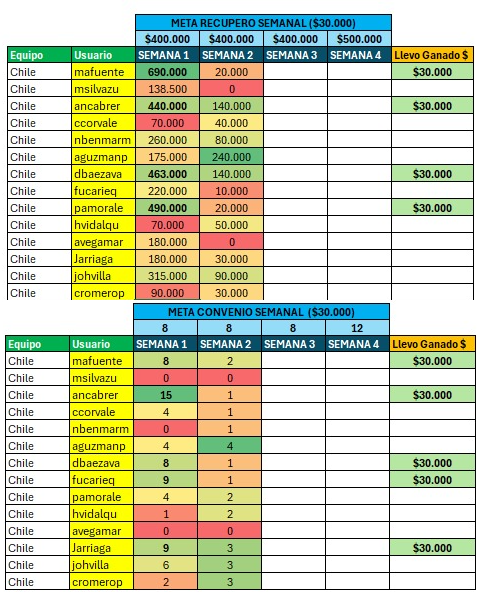 META RECUPERO SEMANAL ($30.000)
$400.000 $400.000 $400.000 $500.000
Equipo Usuario SEMANA 1 SEMANA 2 SEMANA 3 SEMANA 4 Llevo Ganado $
Chile mafuente 690.000 20.000 $30.000
Chile msilvazu 138.500 0
Chile ancabrer 440.000 140.000 $30.000
Chile ccorvale 70.000 40.000
Chile nbenmarm 260.000 80.000
Chile aguzmanp 175.000 240.000
Chile dbaezava 463.000 140.000 $30.000
Chile fucarieq 220.000 10.000
Chile pamorale 490.000 20.000 $30.000
Chile hvidalqu 70.000 50.000
Chile avegamar 180.000 0
Chile Jarriaga 180.000 30.000
Chile johvilla 315.000 90.000
Chile cromerop 90.000 30.000
META CONVENIO SEMANAL ($30.000)
8 8 8 12
Equipo Usuario SEMANA 1 SEMANA 2 SEMANA 3 SEMANA 4 Llevo Ganado $
Chile mafuente 8 2 $30.000
Chile msilvazu 0 0
Chile ancabrer 15 1 $30.000
Chile ccorvale 4 1
Chile nbenmarm 0 1
Chile aguzmanp 4 4
Chile dbaezava 8 1 $30.000
Chile fucarieq 9 1 $30.000
Chile pamorale 4 2
Chile hvidalqu 1 2
Chile avegamar 0 0
Chile Jarriaga 9 3 $30.000
Chile johvilla 6 3
Chile cromerop 2 3